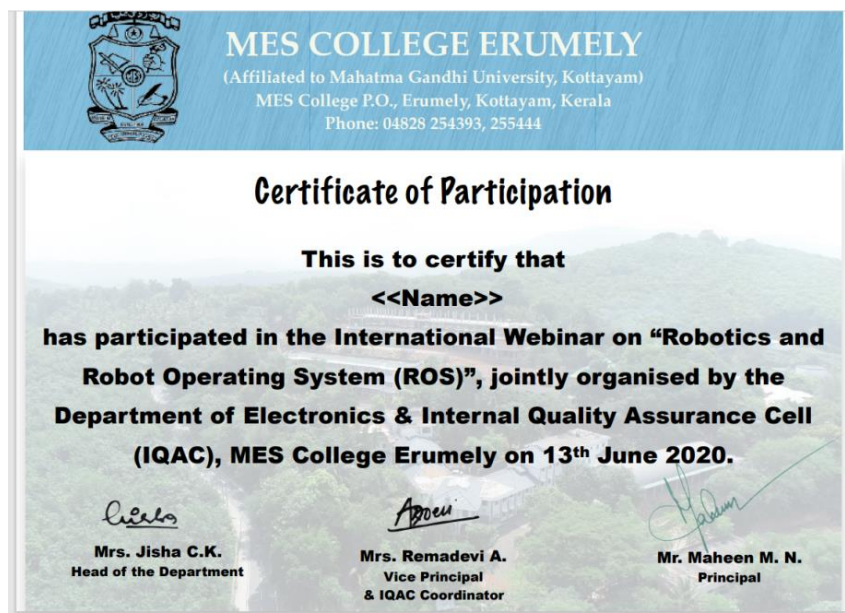 MES COLLEGE ERUMELY
(Affiliated to Mahatma Gandhi University, Kottayam)
MES College P.O., Erumely, Kottayam, Kerala
Phone: 04828 254393, 255444
Certificate of Participation
This is to certify that
<<Name>>
has participated in the International Webinar on “Robotics and
Robot Operating System (ROS)”, jointly organised by the
Department of Electronics & Internal Quality Assurance Cell
(IQAC), MES College Erumely on 13th June 2020.
Mrs. Jisha C.K.
Head of the Department
Mrs. Remadevi A.
Vice Principal
& IQAC Coordinator
Mr. Maheen M. N.
Principal